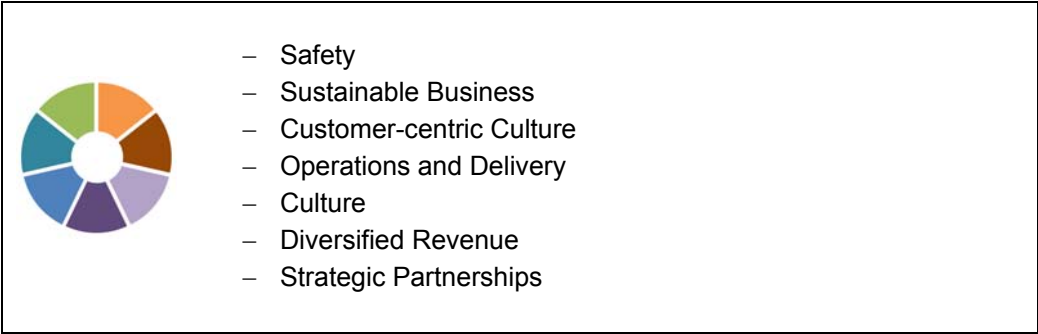 – Safety
– Sustainable Business
– Customer-centric Culture
– Operations and Delivery
– Culture
– Diversified Revenue
– Strategic Partnerships